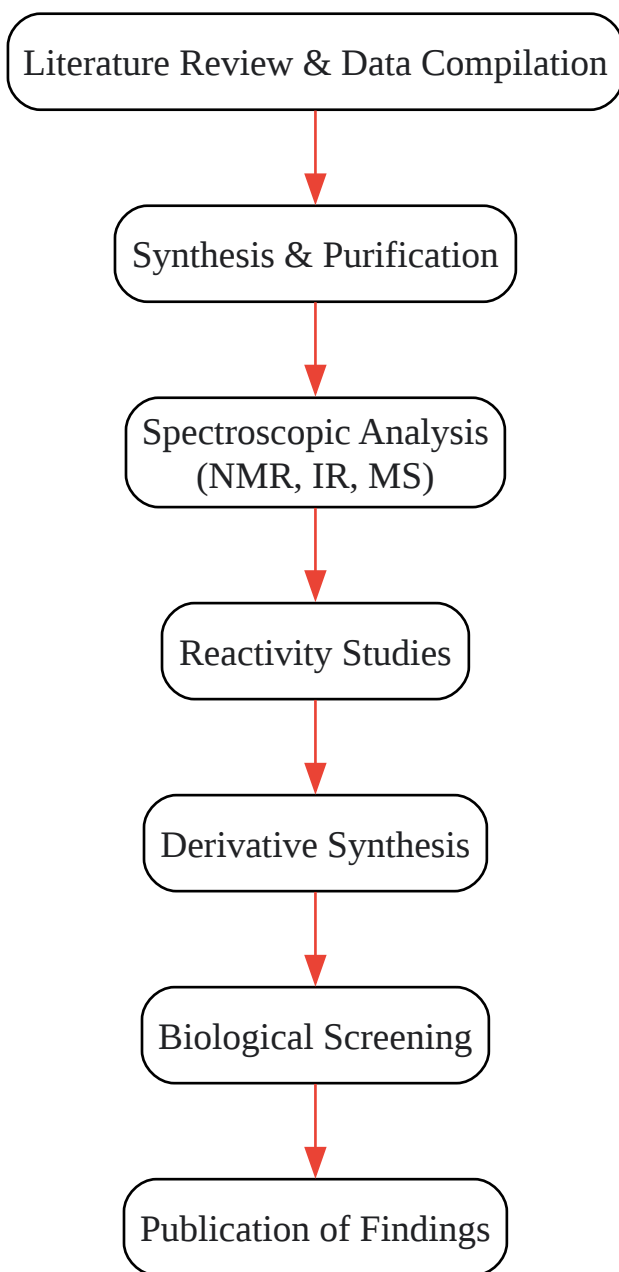 Literature Review & Data Compilation
Synthesis & Purification
Spectroscopic Analysis
(NMR, IR, MS)
Reactivity Studies
Derivative Synthesis
Biological Screening
Publication of Findings